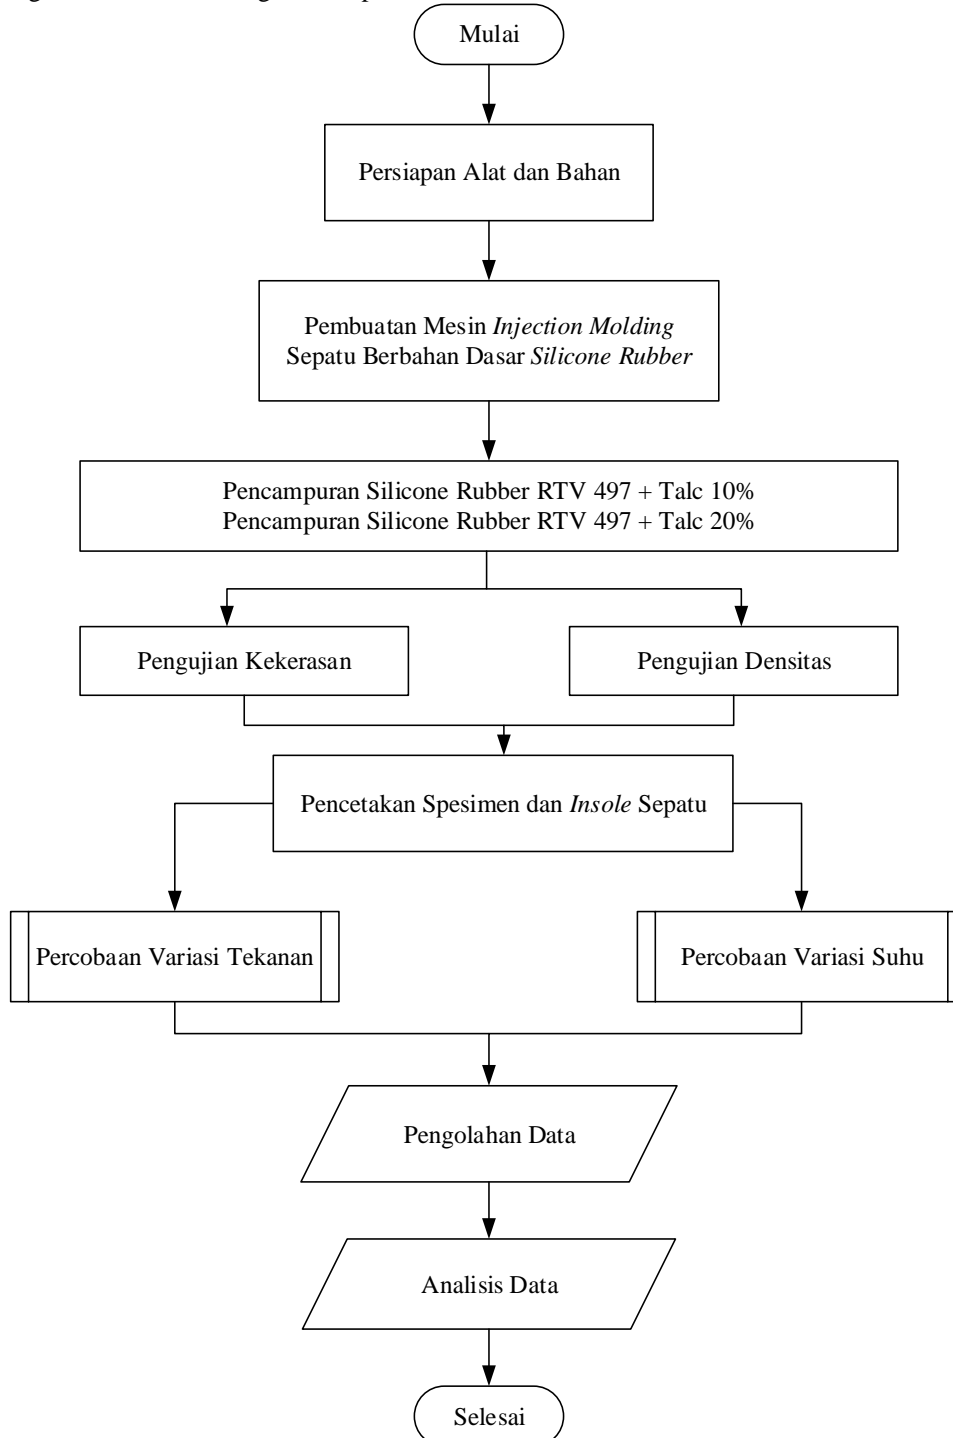 Mulai
Persiapan Alat dan Bahan
Pembuatan Mesin Injection Molding
Sepatu Berbahan Dasar Silicone Rubber
Pencampuran Silicone Rubber RTV 497 + Talc 10%
Pencampuran Silicone Rubber RTV 497 + Talc 20%
Pengujian Kekerasan
Pengujian Densitas
Pencetakan Spesimen dan Insole Sepatu
Percobaan Variasi Tekanan
Percobaan Variasi Suhu
Pengolahan Data
Analisis Data
Selesai